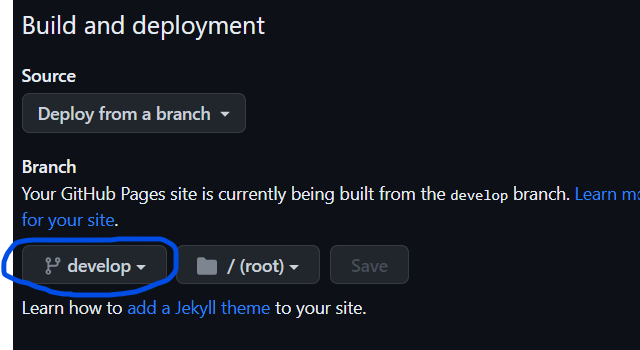 Build and deployment
Source
Deploy from a branch
Branch
Your GitHub Pages site is currently being built from the develop branch. Learn
for your site.
develop / (root) Save
Learn how to add a Jekyll theme to your site.